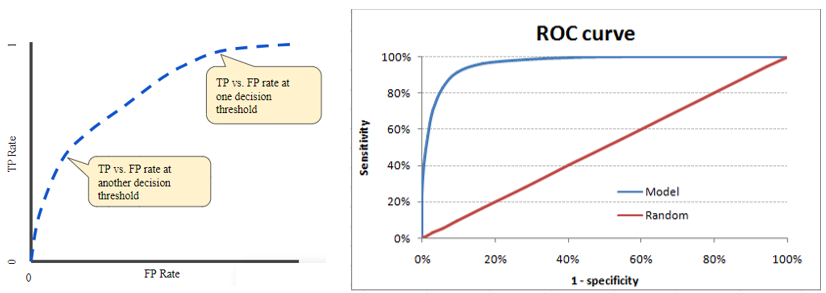 1
TP vs. FP rate at
one decision
threshold
TP Rate
TP vs. FP rate at
another decision
threshold
0
0
FP Rate
ROC curve
100%
80%
60%
40%
20%
0%
Sensitivity
Model
Random
0%
20%
40%
60%
80%
100%
1 - specificity